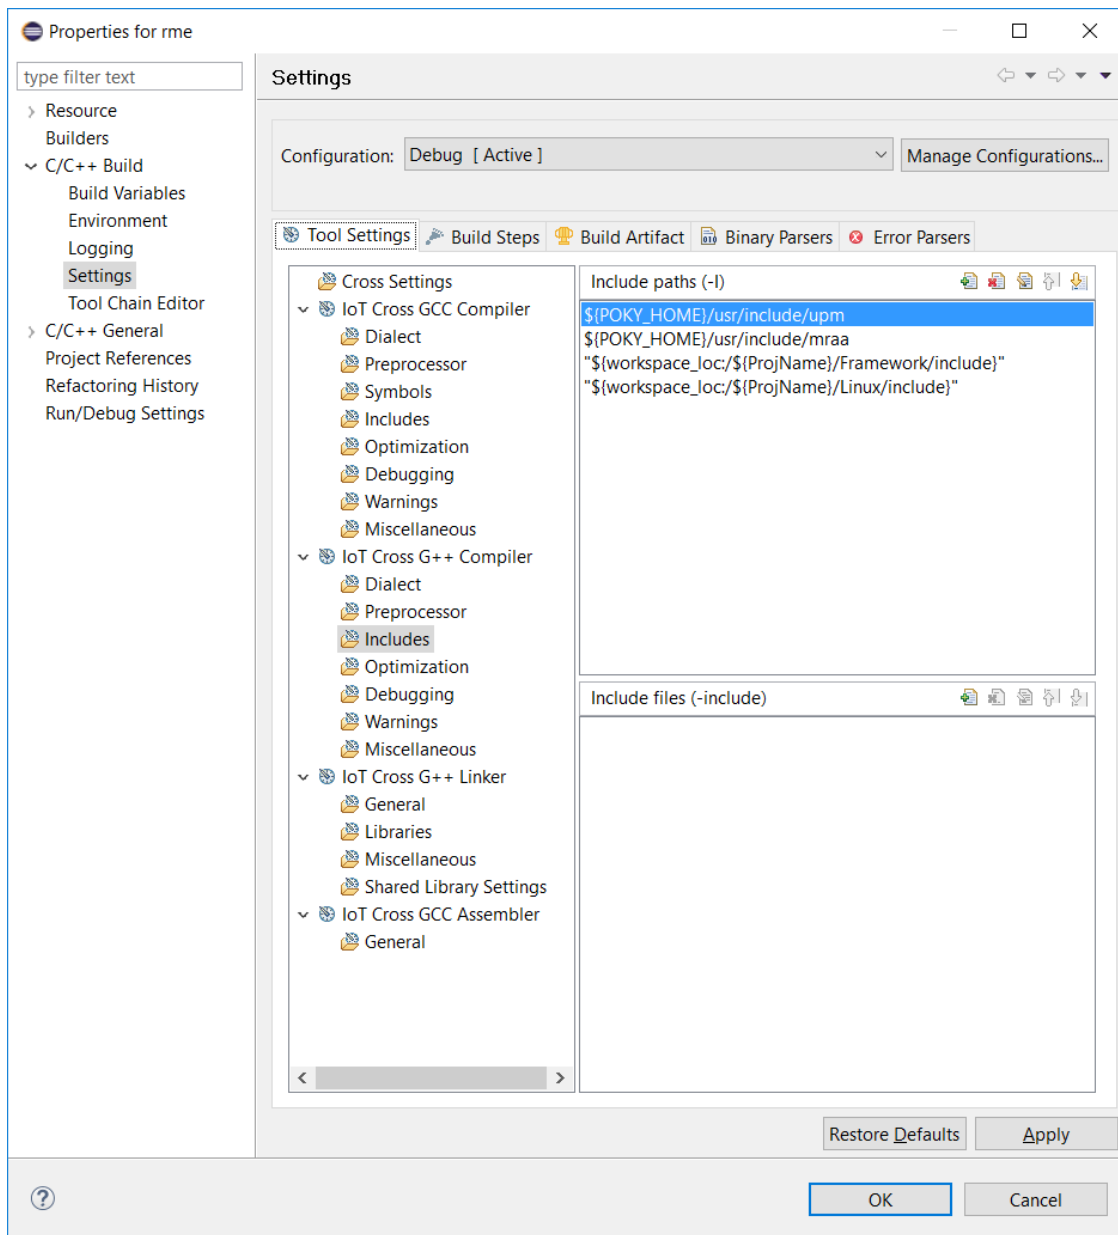 Properties for rme
type filter text
Resource
Builders
C/C++ Build
Build Variables
Environment
Logging
Settings
Tool Chain Editor
C/C++ General
Project References
Refactoring History
Run/Debug Settings
Settings
Configuration: Debug [ Active ] Manage Configurations...
Tool Settings Build Steps Build Artifact Binary Parsers Error Parsers
Cross Settings
IoT Cross GCC Compiler
Dialect
Preprocessor
Symbols
Includes
Optimization
Debugging
Warnings
Miscellaneous
IoT Cross G++ Compiler
Dialect
Preprocessor
Includes
Optimization
Debugging
Warnings
Miscellaneous
IoT Cross G++ Linker
General
Libraries
Miscellaneous
Shared Library Settings
IoT Cross GCC Assembler
General
Include paths (-I)
${POKY_HOME}/usr/include/upm
${POKY_HOME}/usr/include/mraa
"${workspace_loc:/${ProjName}/Framework/include}"
"${workspace_loc:/${ProjName}/Linux/include}"
Include files (-include)
Restore Defaults Apply
OK Cancel